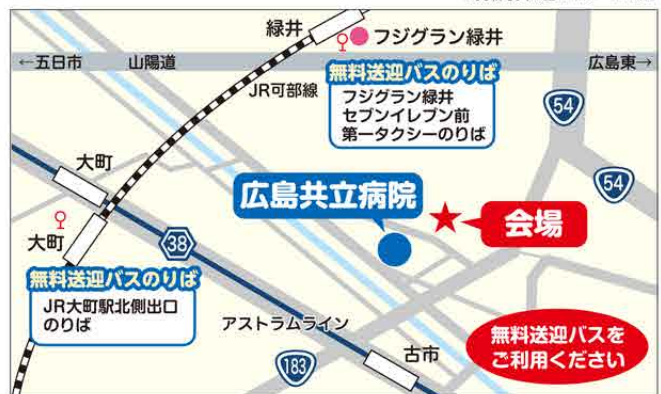 緑井
フジグラン緑井
←五日市
山陽道
広島東→
JR可部線
無料送迎バスのりば
フジグラン緑井
セブンイレブン前
第一タクシーのりば
54
54
大町
広島共立病院
会場
大町
38
無料送迎バスのりば
JR大町駅北側出口
のりば
アストラムライン
古市
183
無料送迎バスを
ご利用ください